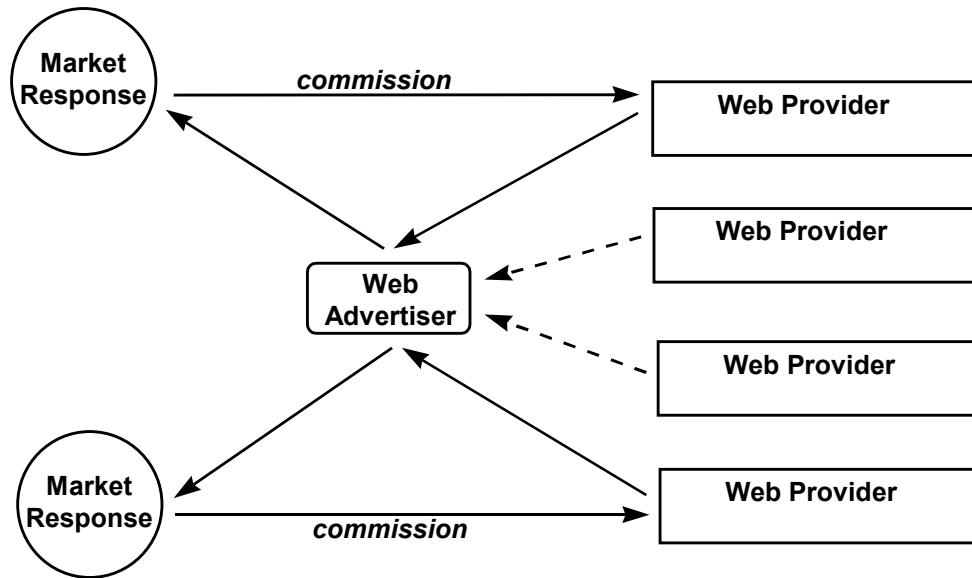 Market
Response
commission
Web Provider
Web Provider
Web
Advertiser
Web Provider
Market
Response
commission
Web Provider